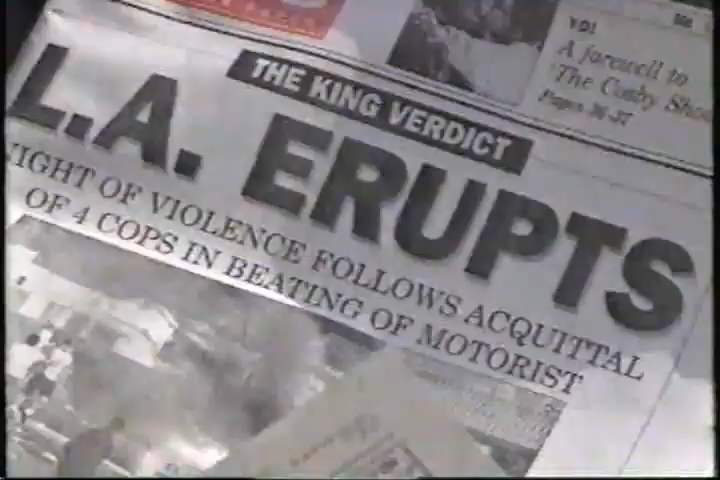 YO!
A farewell to
'The Cosby Show
Pages 36-37
THE KING VERDICT
L.A. ERUPTS
NIGHT OF VIOLENCE FOLLOWS ACQUITTAL
OF 4 COPS IN BEATING OF MOTORIST